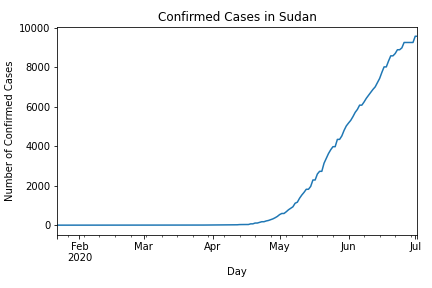 Confirmed Cases in Sudan
Number of Confirmed Cases
10000
8000
6000
4000
2000
0
Feb Mar Apr May Jun Jul
2020
Day